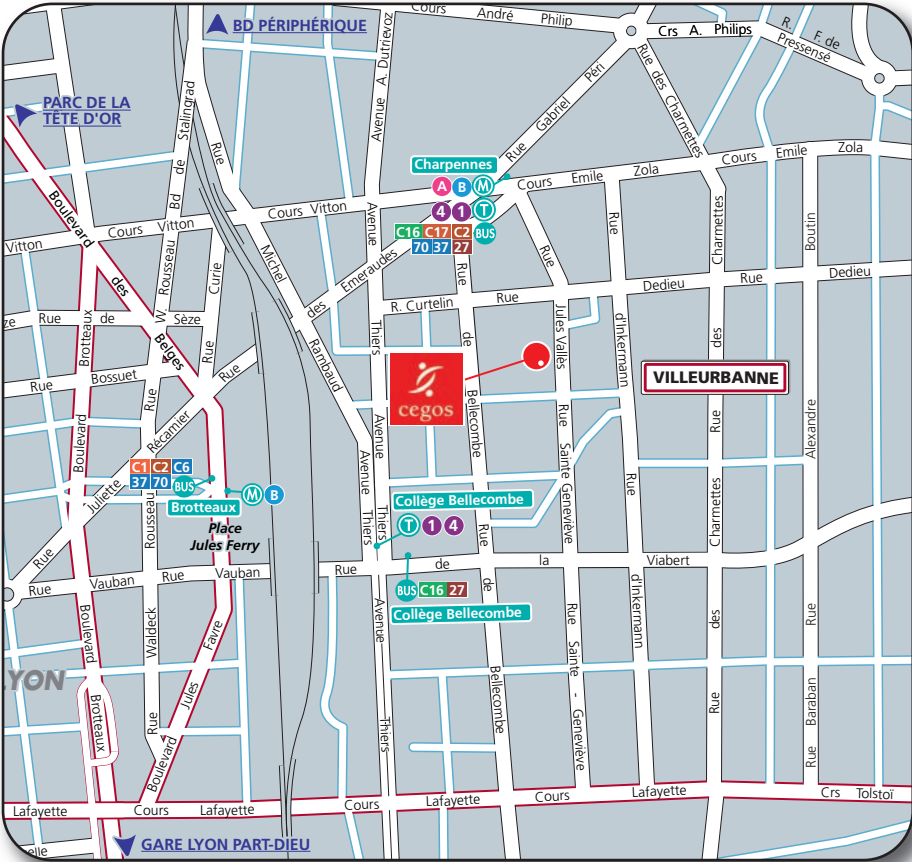 BD PÉRIPHÉRIQUE
Cours André Philip
Crs A. Philips
R. F. de
Pressensé
PARC DE LA
TÊTE D'OR
Bd de Stalingrad
Rue
Avenue A. Dutrievoz
Rue Gabriel Péri
Rue des Charmettes
Charpennes
A B M
4 1 T
C16 C17 C2 BUS
70 37 27
Cours Emile Zola
Cours Emile Zola
Boulevard des Belges
Vitton Cours Vitton
Cours Vitton
Avenue
Michel
Rambaud
des Emeraudes
Rue
de
Bellecombe
Rue
de
Bellecombe
Rue
Jules Vallès
Rue
d'Inkermann
Rue
d'Inkermann
Charmettes
des
Rue
Charmettes
des
Rue
Boutin
Alexandre
Rue
Baraban
Rue
R. Curtelin Rue Dedieu Rue Dedieu
W. Rousseau
Rue
Curie
Rue
ze Rue de Sèze
Brotteaux
Boulevard
Rue Bossuet
Rue
Rue Juliette Récamier
Thiers
Avenue
Thiers
Avenue
Thiers
Avenue
Thiers
cegos
VILLEURBANNE
Rue Sainte Geneviève
C1 C2 C6
37 70 BUS
Brotteaux
M B
Place
Jules Ferry
Rousseau
Waldeck
Rue
Collège Bellecombe
T 1 4
Rue Vauban Rue Vauban
Rue de la Viabert
BUS C16 27
Collège Bellecombe
Rue Sainte - Geneviève
Boulevard
Brotteaux
Boulevard Jules Favre
LYON
Lafayette Cours Lafayette
Cours Lafayette Cours Lafayette
Crs Tolstoï
elle
GARE LYON PART-DIEU